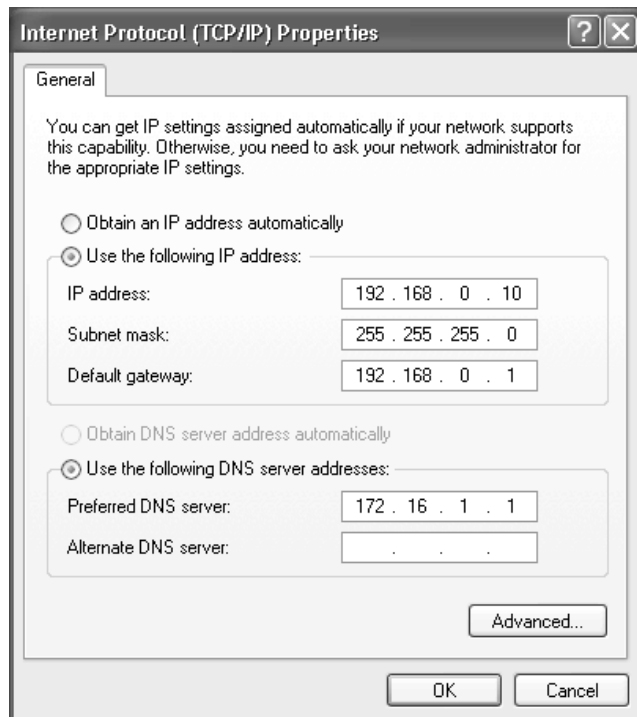 Internet Protocol (TCP/IP) Properties
General
You can get IP settings assigned automatically if your network supports
this capability. Otherwise, you need to ask your network administrator for
the appropriate IP settings.
Obtain an IP address automatically
Use the following IP address:
IP address: 192 . 168 . 0 . 10
Subnet mask: 255 . 255 . 255 . 0
Default gateway: 192 . 168 . 0 . 1
Obtain DNS server address automatically
Use the following DNS server addresses:
Preferred DNS server: 172 . 16 . 1 . 1
Alternate DNS server: . . .
Advanced...
OK Cancel